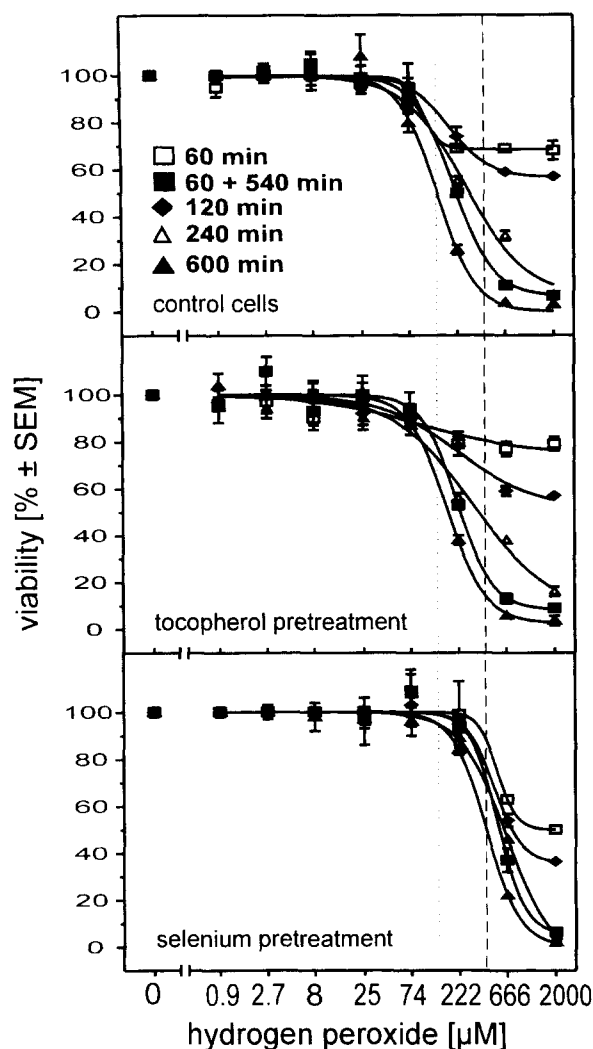 100
80
60
40
20
0
60 min
60 + 540 min
120 min
240 min
600 min
control cells
100
80
60
40
20
0
tocopherol pretreatment
viability [% ± SEM]
100
80
60
40
20
0
selenium pretreatment
0 0.9 2.7 8 25 74 222 666 2000
hydrogen peroxide [µM]